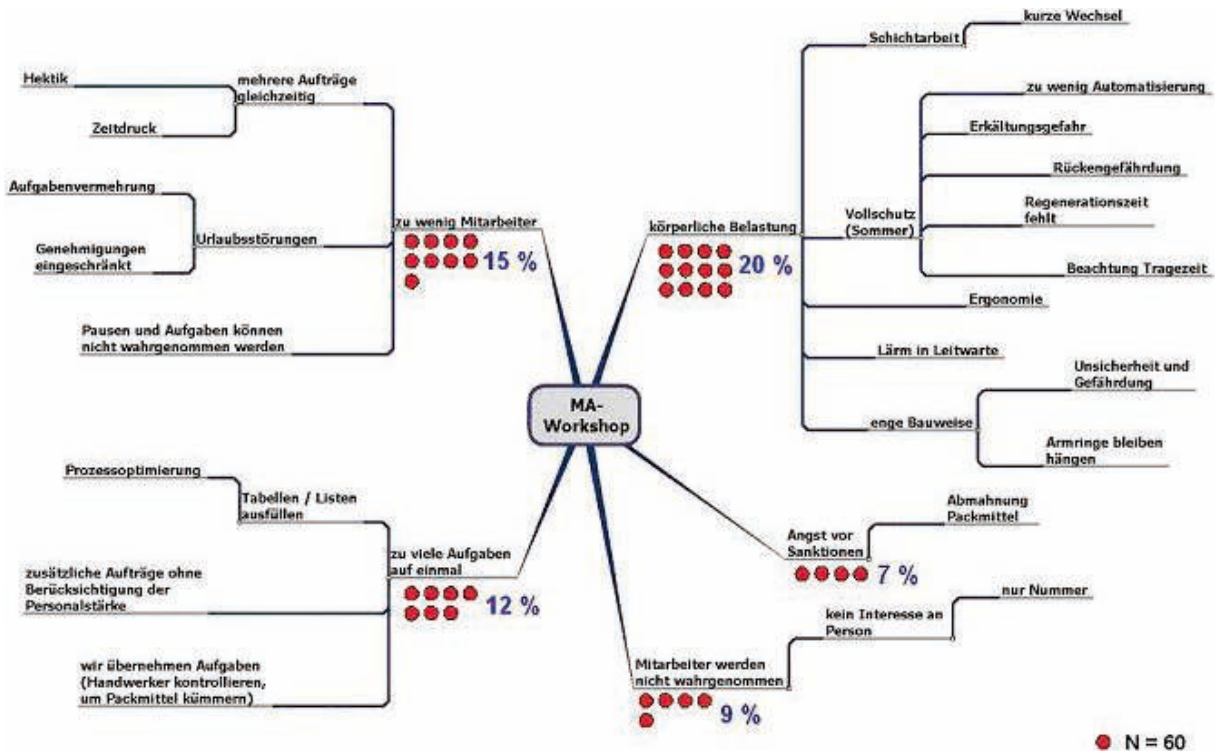 MA-
Workshop
zu wenig Mitarbeiter
15 %
mehrere Aufträge
gleichzeitig
Hektik
Zeitdruck
Urlaubsstörungen
Aufgabenvermehrung
Genehmigungen
eingeschränkt
Pausen und Aufgaben können
nicht wahrgenommen werden
körperliche Belastung
20 %
Schichtarbeit
kurze Wechsel
Vollschutz
(Sommer)
zu wenig Automatisierung
Erkältungsgefahr
Rückengefährdung
Regenerationszeit
fehlt
Beachtung Tragezeit
Ergonomie
Lärm in Leitwarte
enge Bauweise
Unsicherheit und
Gefährdung
Armringe bleiben
hängen
zu viele Aufgaben
auf einmal
12 %
Tabellen / Listen
ausfüllen
Prozessoptimierung
zusätzliche Aufträge ohne
Berücksichtigung der
Personalstärke
wir übernehmen Aufgaben
(Handwerker kontrollieren,
um Packmittel kümmern)
Angst vor
Sanktionen
7 %
Abmahnung
Packmittel
Mitarbeiter werden
nicht wahrgenommen
9 %
kein Interesse an
Person
nur Nummer
N = 60